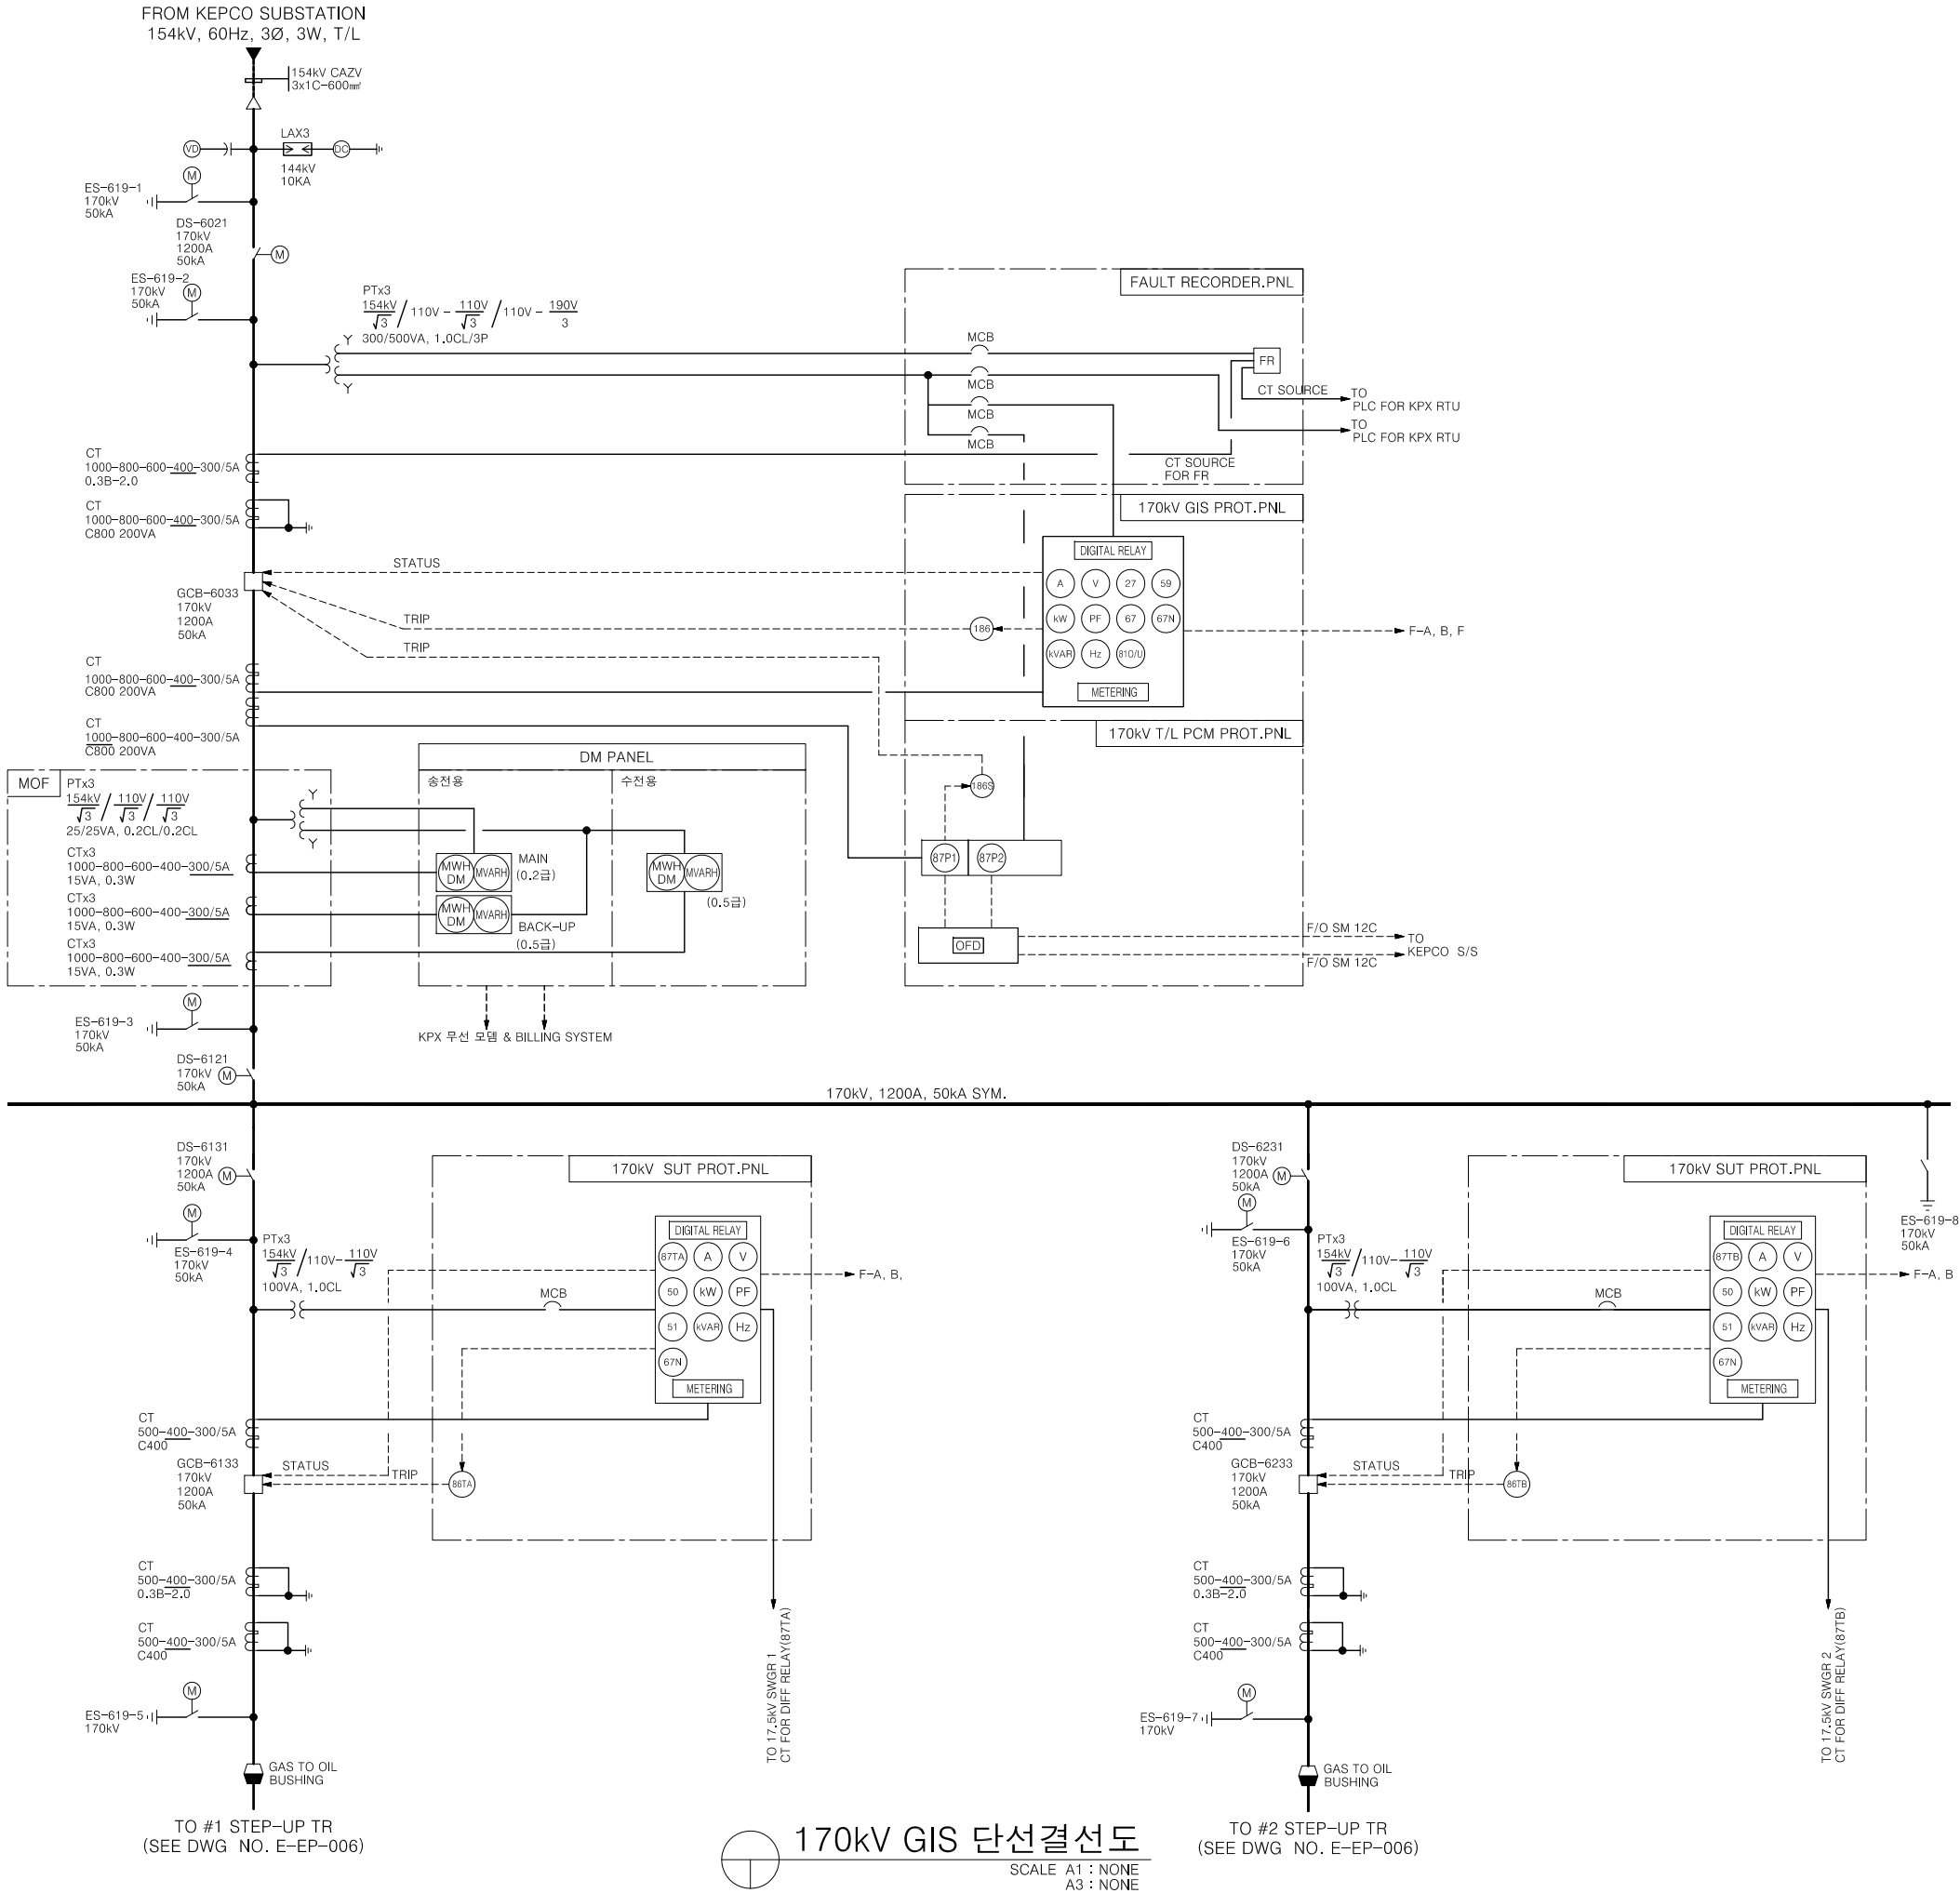 FROM KEPCO SUBSTATION
154kV, 60Hz, 3Ø, 3W, T/L
154kV CAZV
3x1C-600㎟
VD
LAX3
DC
144kV
10KA
M
ES-619-1
170kV
50kA
DS-6021
170kV
1200A
50kA
M
ES-619-2
170kV
50kA
M
PTx3
154kV/√3 / 110V - 110V/√3 / 110V - 190V/3
300/500VA, 1.0CL/3P
Y
Y
FAULT RECORDER.PNL
MCB
MCB
MCB
MCB
FR
CT SOURCE
TO
PLC FOR KPX RTU
TO
PLC FOR KPX RTU
CT SOURCE
FOR FR
CT
1000-800-600-400-300/5A
0.3B-2.0
CT
1000-800-600-400-300/5A
C800 200VA
170kV GIS PROT.PNL
DIGITAL RELAY
A
V
27
59
kW
PF
67
67N
kVAR
Hz
81O/U
METERING
F-A, B, F
STATUS
TRIP
TRIP
186
GCB-6033
170kV
1200A
50kA
CT
1000-800-600-400-300/5A
C800 200VA
CT
1000-800-600-400-300/5A
C800 200VA
170kV T/L PCM PROT.PNL
186S
87P1
87P2
OFD
F/O SM 12C
F/O SM 12C
TO
KEPCO S/S
MOF
PTx3
154kV/√3 / 110V/√3 / 110V/√3
25/25VA, 0.2CL/0.2CL
Y
Y
CTx3
1000-800-600-400-300/5A
15VA, 0.3W
CTx3
1000-800-600-400-300/5A
15VA, 0.3W
CTx3
1000-800-600-400-300/5A
15VA, 0.3W
DM PANEL
송전용
수전용
MWH
DM
MVARH
MAIN
(0.2급)
MWH
DM
MVARH
BACK-UP
(0.5급)
MWH
DM
MVARH
(0.5급)
KPX 무선 모뎀 & BILLING SYSTEM
M
ES-619-3
170kV
50kA
DS-6121
170kV
50kA
M
170kV, 1200A, 50kA SYM.
DS-6131
170kV
1200A
50kA
M
M
ES-619-4
170kV
50kA
PTx3
154kV/√3 / 110V-110V/√3
100VA, 1.0CL
MCB
170kV SUT PROT.PNL
DIGITAL RELAY
87TA
A
V
50
kW
PF
51
kVAR
Hz
67N
METERING
F-A, B,
CT
500-400-300/5A
C400
GCB-6133
170kV
1200A
50kA
STATUS
TRIP
86TA
CT
500-400-300/5A
0.3B-2.0
CT
500-400-300/5A
C400
TO 17.5kV SWGR 1
CT FOR DIFF RELAY(87TA)
M
ES-619-5
170kV
GAS TO OIL
BUSHING
TO #1 STEP-UP TR
(SEE DWG NO. E-EP-006)
DS-6231
170kV
1200A
50kA
M
M
ES-619-6
170kV
50kA
PTx3
154kV/√3 / 110V-110V/√3
100VA, 1.0CL
MCB
170kV SUT PROT.PNL
DIGITAL RELAY
87TB
A
V
50
kW
PF
51
kVAR
Hz
67N
METERING
F-A, B
ES-619-8
170kV
50kA
CT
500-400-300/5A
C400
GCB-6233
170kV
1200A
50kA
STATUS
TRIP
86TB
CT
500-400-300/5A
0.3B-2.0
CT
500-400-300/5A
C400
TO 17.5kV SWGR 2
CT FOR DIFF RELAY(87TB)
M
ES-619-7
170kV
GAS TO OIL
BUSHING
TO #2 STEP-UP TR
(SEE DWG NO. E-EP-006)
170kV GIS 단선결선도
SCALE A1 : NONE
A3 : NONE